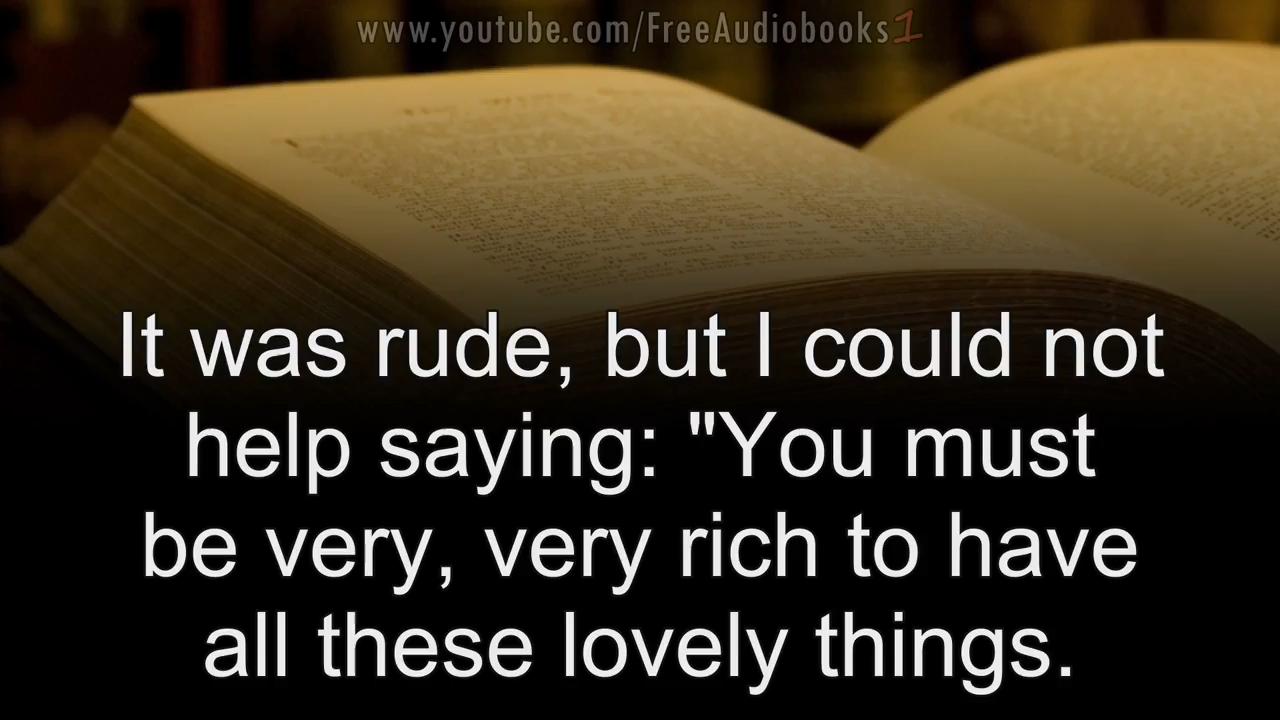 www.youtube.com/FreeAudiobooks1
It was rude, but I could not
help saying: "You must
be very, very rich to have
all these lovely things.